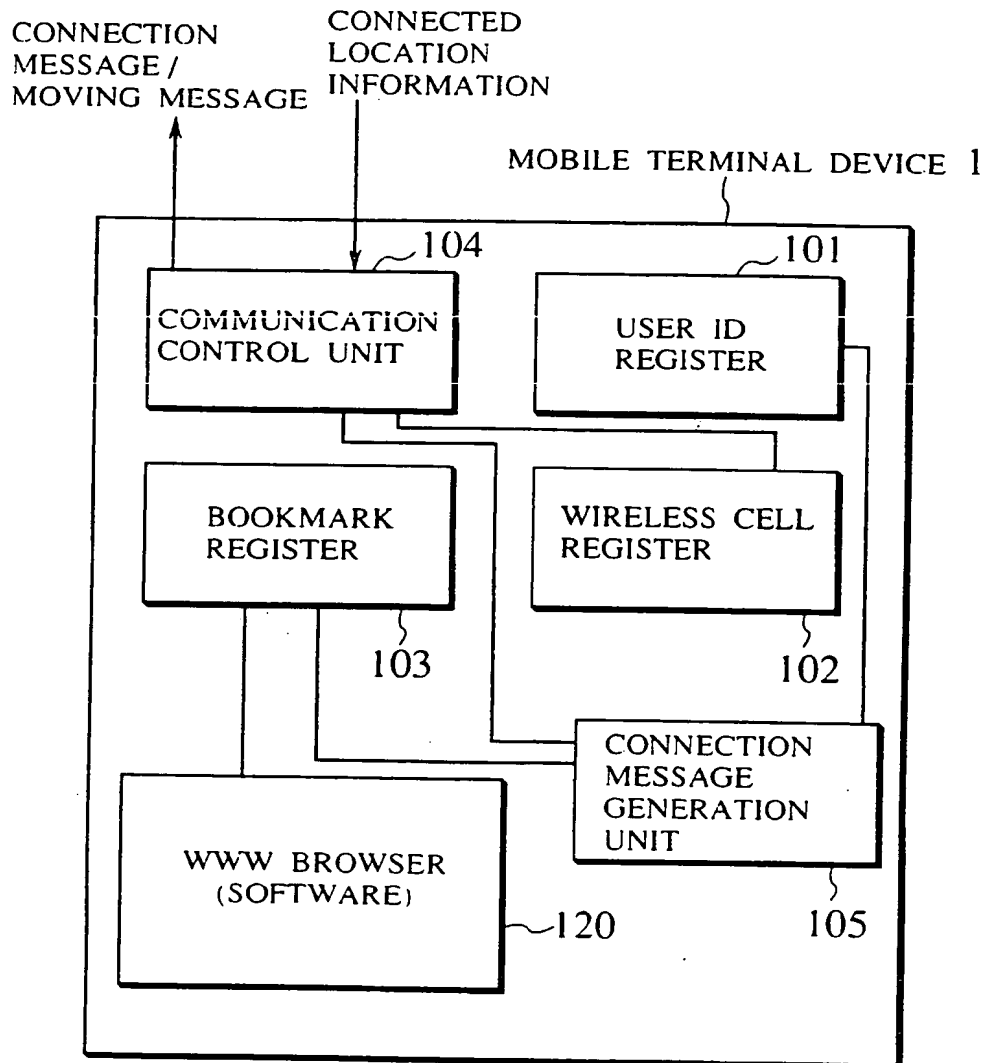 CONNECTION
MESSAGE/
MOVING MESSAGE
CONNECTED
LOCATION
INFORMATION
MOBILE TERMINAL DEVICE 1
104
COMMUNICATION
CONTROL UNIT
101
USER ID
REGISTER
BOOKMARK
REGISTER
103
WIRELESS CELL
REGISTER
102
CONNECTION
MESSAGE
GENERATION
UNIT
105
WWW BROWSER
(SOFTWARE)
120